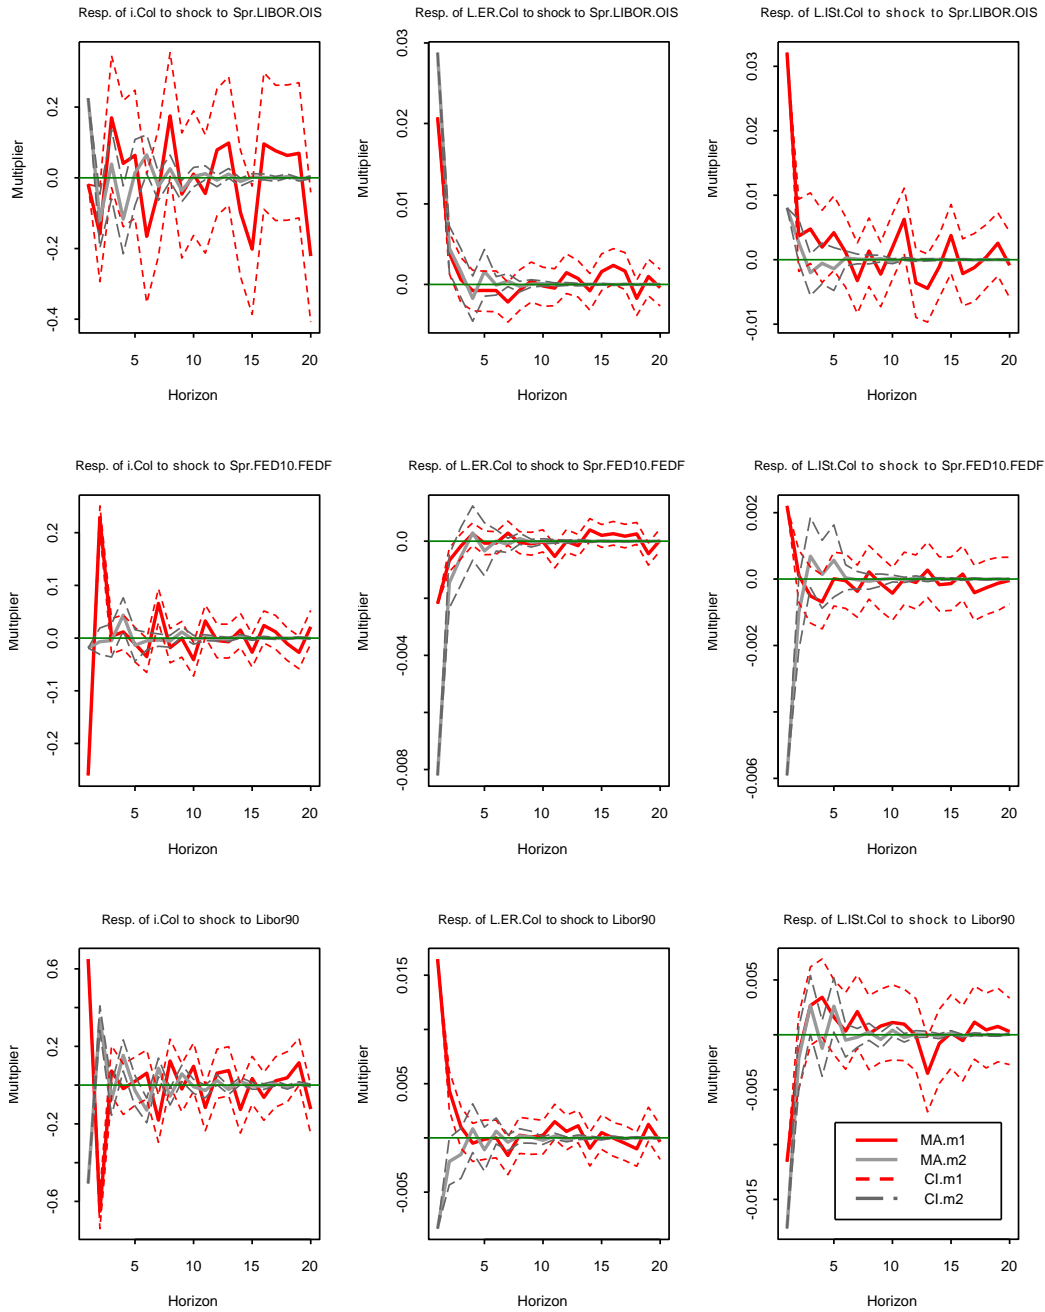 Resp. of i.Col to shock to Spr.LIBOR.OIS
Multiplier
0.2
0.0
-0.2
-0.4
5 10 15 20
Horizon
Resp. of L.ER.Col to shock to Spr.LIBOR.OIS
Multiplier
0.03
0.02
0.01
0.00
5 10 15 20
Horizon
Resp. of L.ISt.Col to shock to Spr.LIBOR.OIS
Multiplier
0.03
0.02
0.01
0.00
-0.01
5 10 15 20
Horizon
Resp. of i.Col to shock to Spr.FED10.FEDF
Multiplier
0.2
0.1
0.0
-0.1
-0.2
5 10 15 20
Horizon
Resp. of L.ER.Col to shock to Spr.FED10.FEDF
Multiplier
0.0
-0.004
-0.008
5 10 15 20
Horizon
Resp. of L.ISt.Col to shock to Spr.FED10.FEDF
Multiplier
0.002
0.0
-0.002
-0.006
5 10 15 20
Horizon
Resp. of i.Col to shock to Libor90
Multiplier
0.6
0.2
-0.2
-0.6
5 10 15 20
Horizon
Resp. of L.ER.Col to shock to Libor90
Multiplier
0.015
0.005
-0.005
5 10 15 20
Horizon
Resp. of L.ISt.Col to shock to Libor90
Multiplier
0.005
-0.005
-0.015
5 10 15 20
Horizon
MA.m1
MA.m2
CI.m1
CI.m2